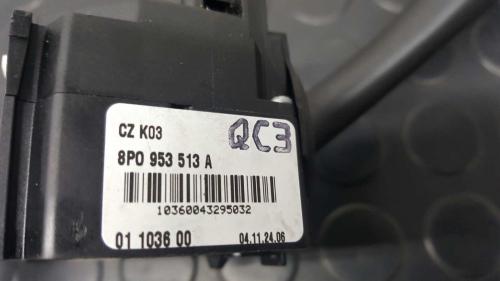 CZ K03 QC3
8P0 953 513 A
10360043295032
01 1036 00 04.11.24.06